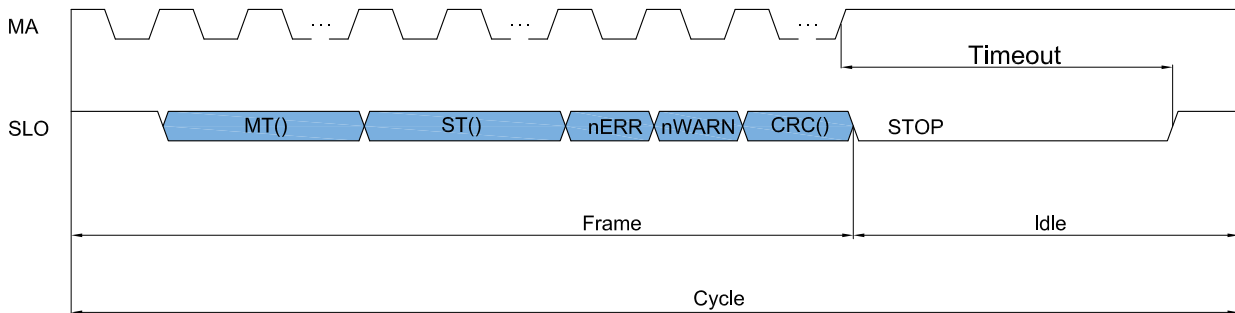 MA
... ... ...
Timeout
SLO
MT() ST() nERR nWARN CRC() STOP
Frame Idle
Cycle